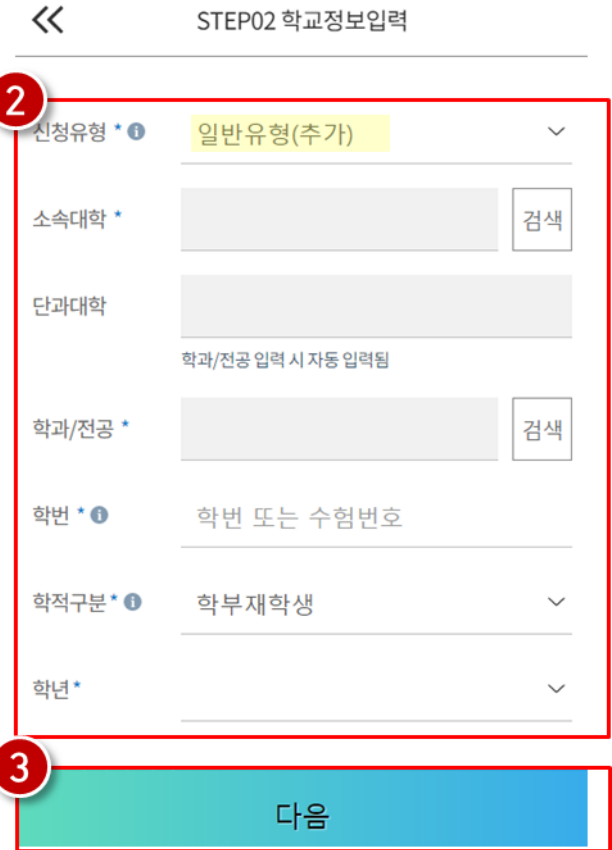 STEP02 학교정보입력
2
신청유형 * 일반유형(추가)
소속대학 * 검색
단과대학
학과/전공 입력 시 자동 입력됨
학과/전공 * 검색
학번 * 학번 또는 수험번호
학적구분 * 학부재학생
학년 *
3
다음